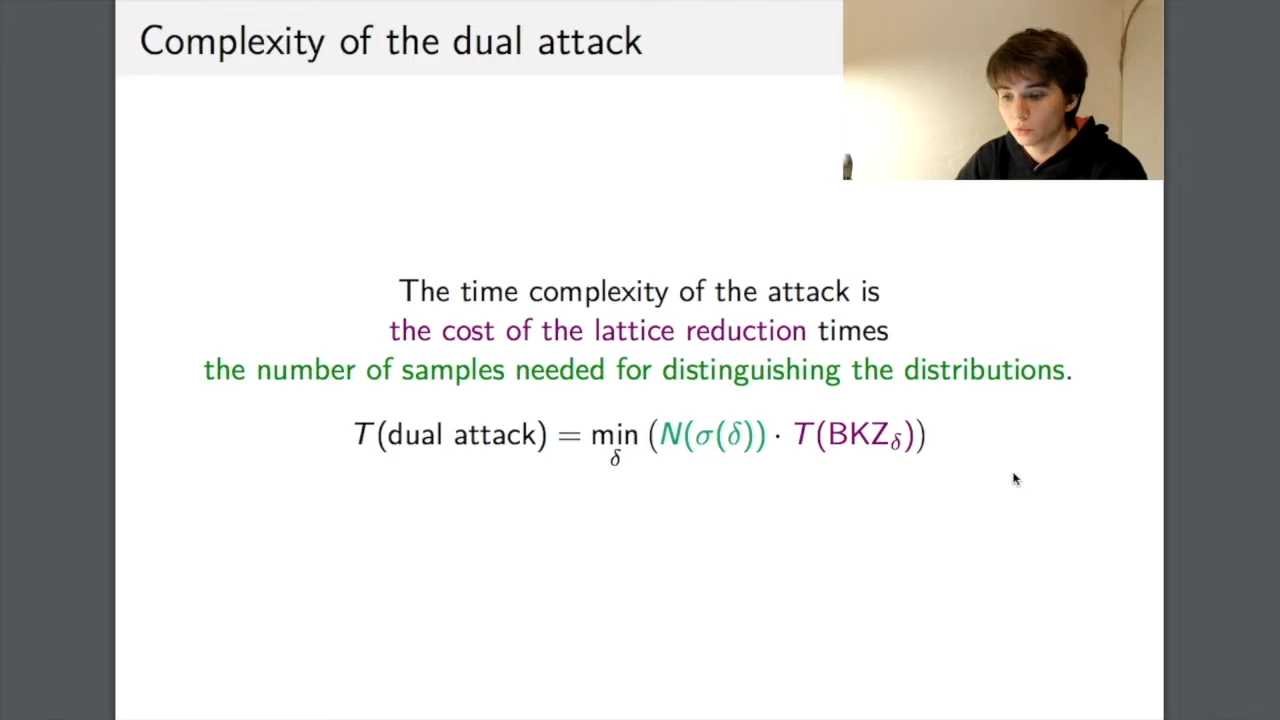 Complexity of the dual attack
The time complexity of the attack is
the cost of the lattice reduction times
the number of samples needed for distinguishing the distributions.
T(dual attack) = min (N(σ(δ)) · T(BKZ_δ))
δ